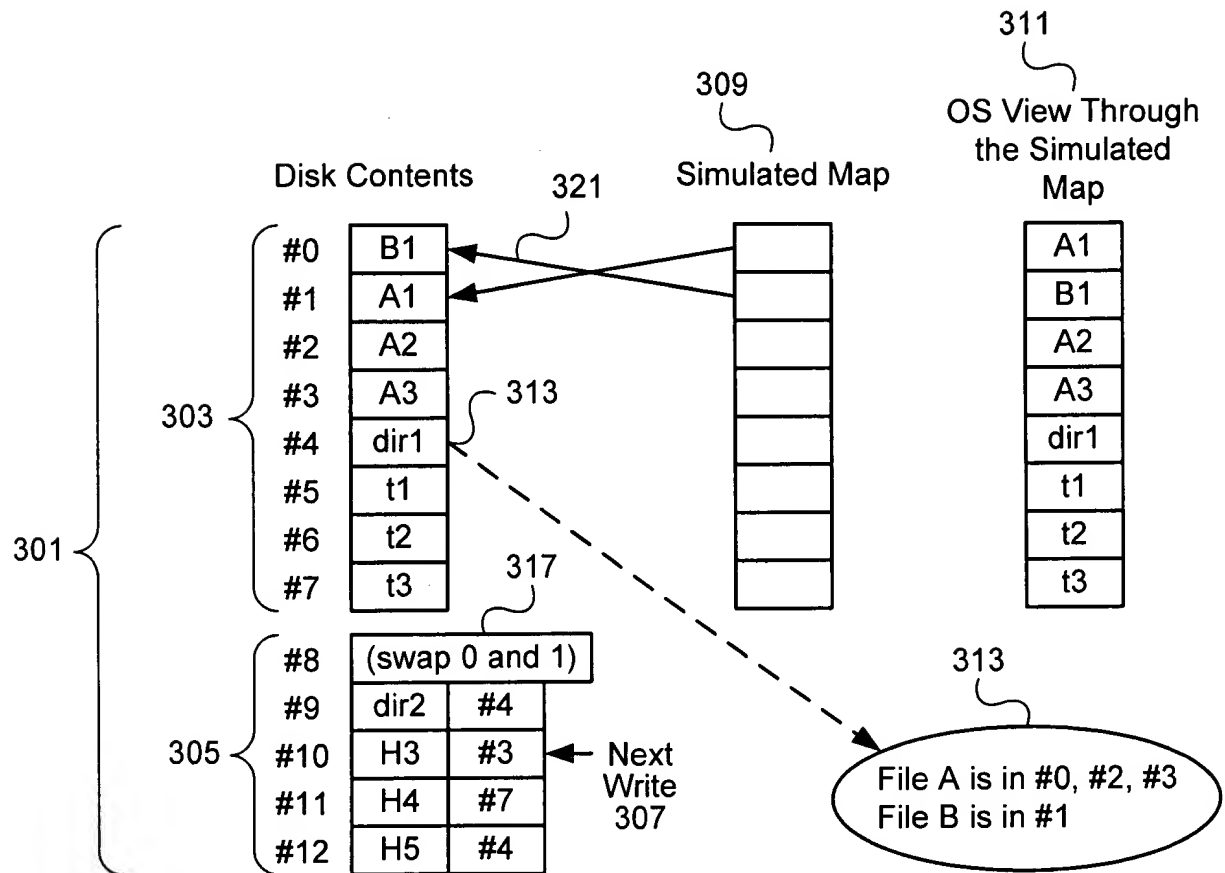 311
309
OS View Through
the Simulated
Map
Disk Contents
321
Simulated Map
#0 B1 A1
#1 A1 B1
#2 A2 A2
#3 A3 313 A3
303
#4 dir1 dir1
#5 t1 t1
301
#6 t2 t2
317
#7 t3 t3
#8 (swap 0 and 1)
313
#9 dir2 #4
305
#10 H3 #3 Next
Write
#11 H4 #7 307
#12 H5 #4
File A is in #0, #2, #3
File B is in #1